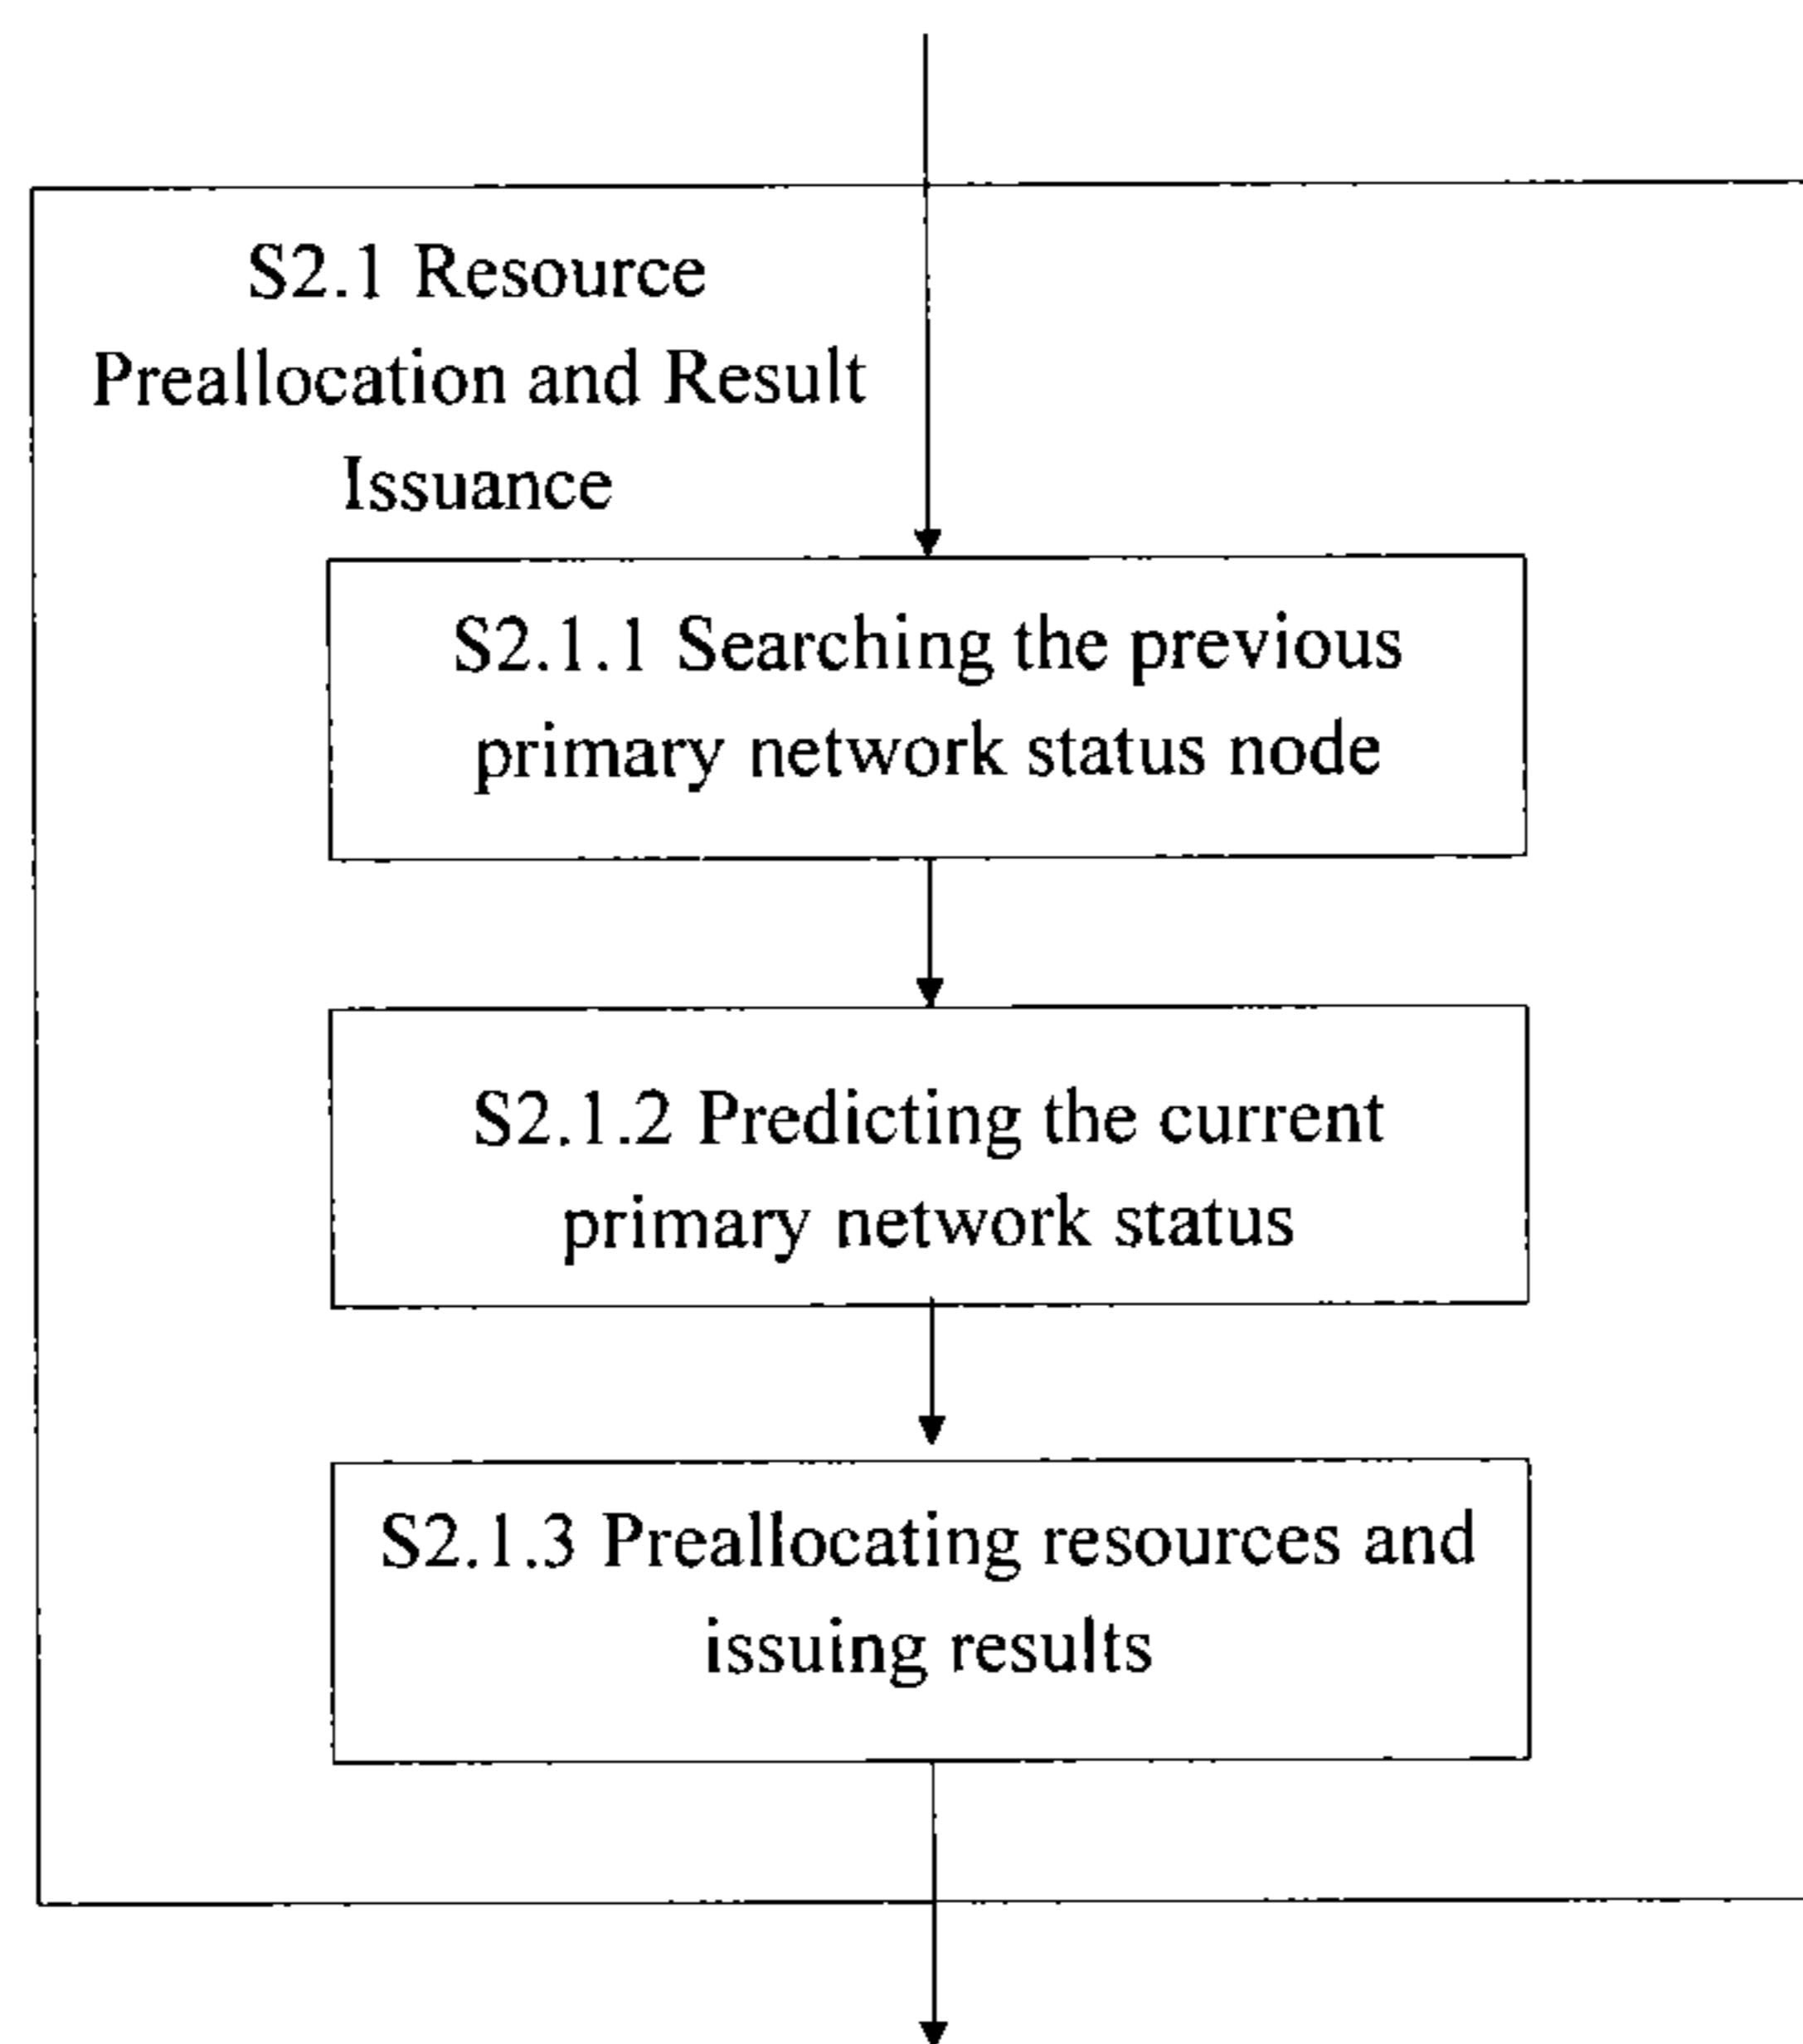 S2.1 Resource
Preallocation and Result
Issuance
S2.1.1 Searching the previous
primary network status node
S2.1.2 Predicting the current
primary network status
S2.1.3 Preallocating resources and
issuing results